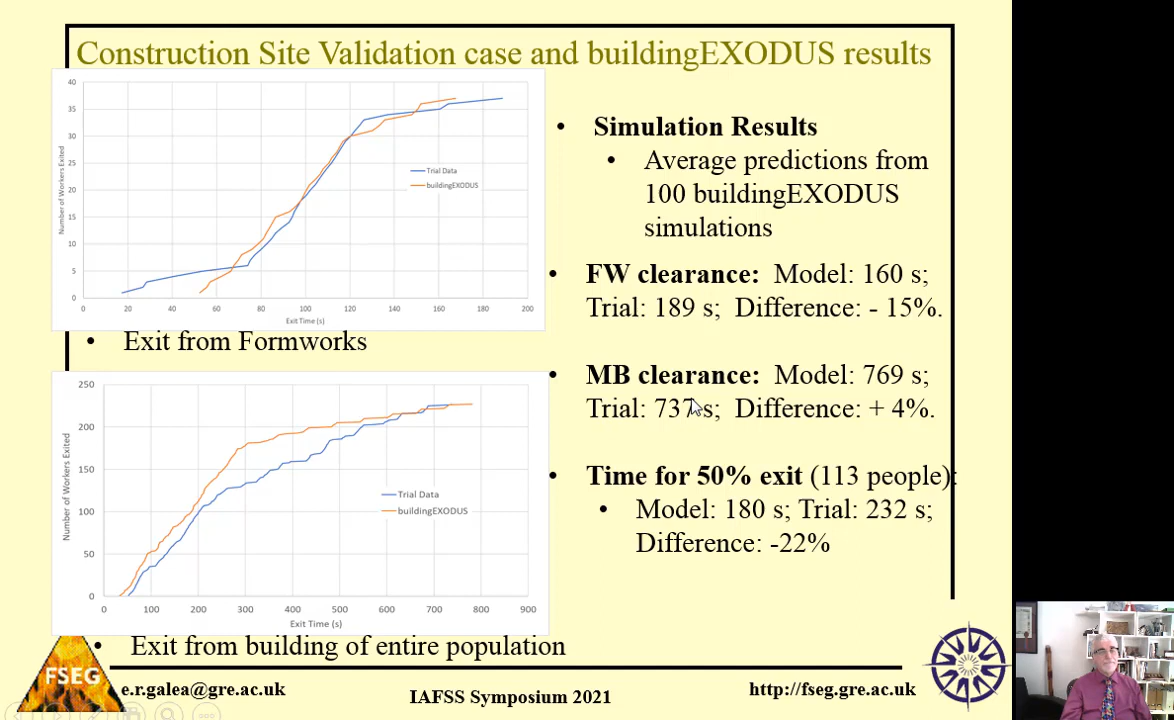 Construction Site Validation case and buildingEXODUS results
40
35
30
25
20
15
10
5
0
Number of Workers Exited
Trial Data
buildingEXODUS
0 20 40 60 80 100 120 140 160 180 200
Exit Time (s)
• Exit from Formworks
250
200
150
100
50
0
Number of Workers Exited
Trial Data
buildingEXODUS
0 100 200 300 400 500 600 700 800 900
Exit Time (s)
• Exit from building of entire population
• Simulation Results
• Average predictions from
100 buildingEXODUS
simulations
• FW clearance: Model: 160 s;
Trial: 189 s; Difference: - 15%.
• MB clearance: Model: 769 s;
Trial: 737 s; Difference: + 4%.
• Time for 50% exit (113 people):
• Model: 180 s; Trial: 232 s;
Difference: -22%
FSEG
e.r.galea@gre.ac.uk
IAFSS Symposium 2021
http://fseg.gre.ac.uk